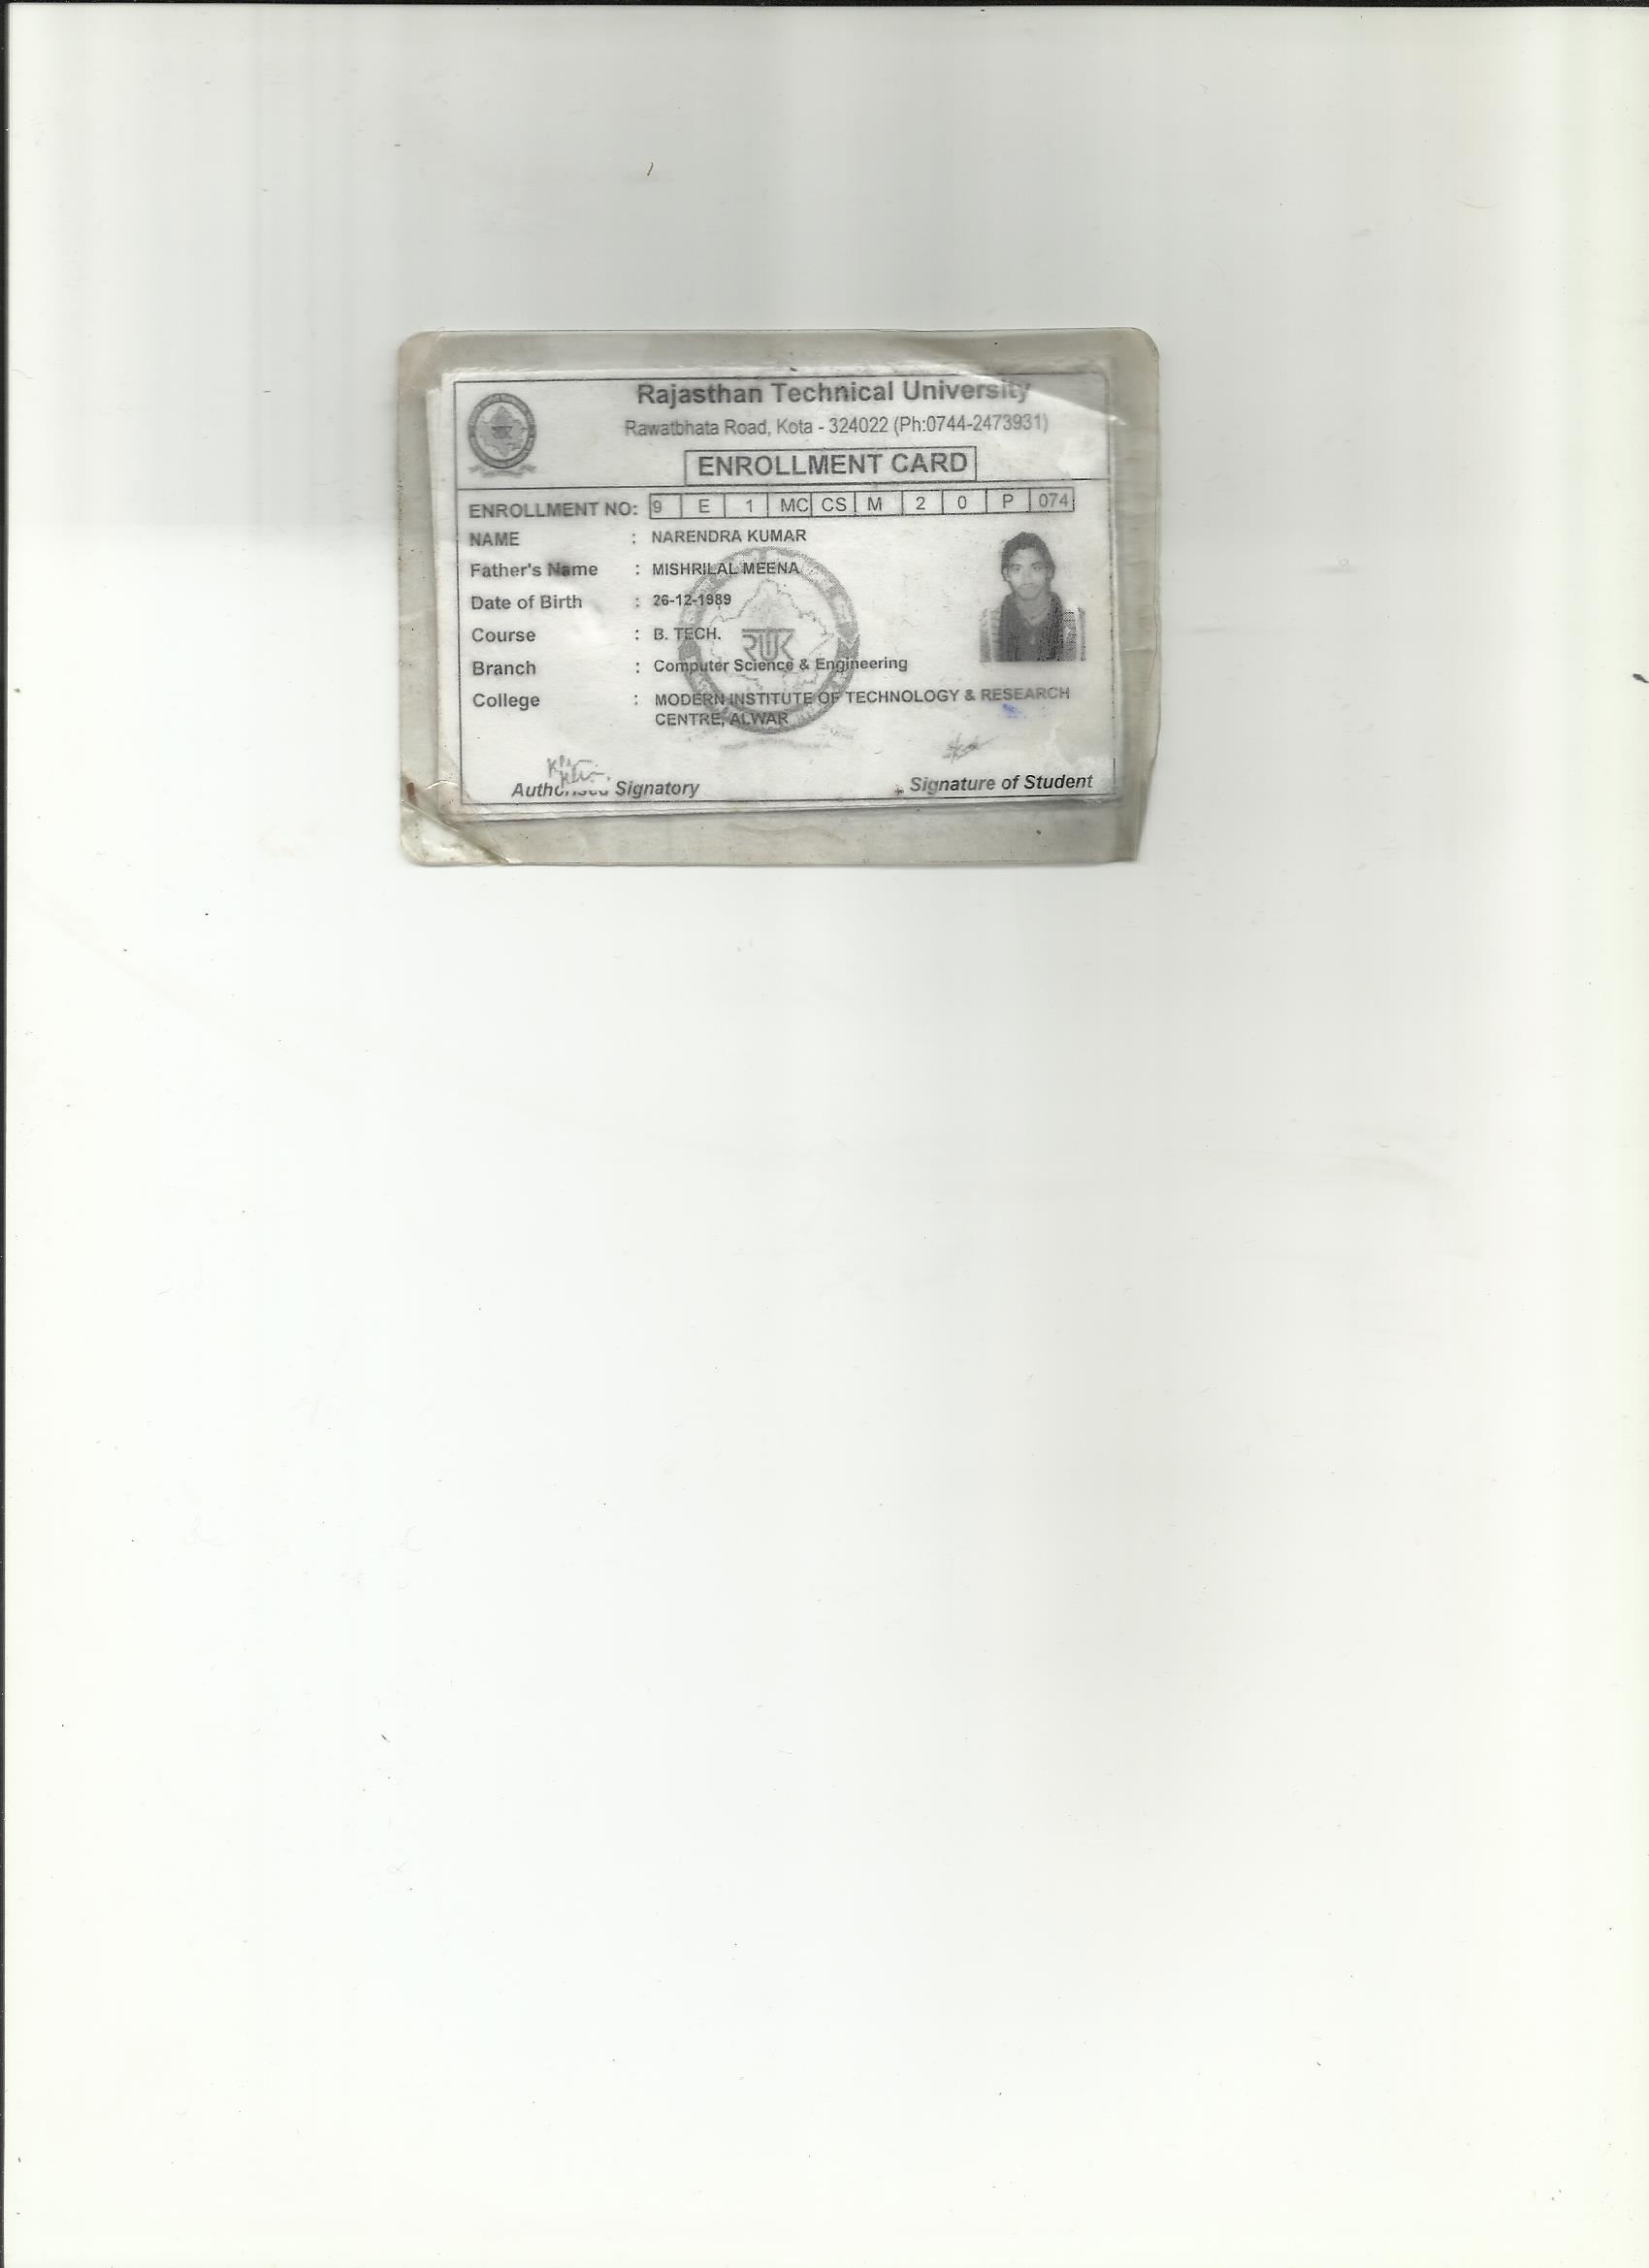 Rajasthan Technical University
Rawatbhata Road, Kota - 324022 (Ph:0744-2473931)
ENROLLMENT CARD
ENROLLMENT NO: 9 E 1 MC CS M 2 0 P 074
NAME : NARENDRA KUMAR
Father's Name : MISHRILAL MEENA
Date of Birth : 26-12-1989
Course : B. TECH.
Branch : Computer Science & Engineering
College : MODERN INSTITUTE OF TECHNOLOGY & RESEARCH
CENTRE, ALWAR
Authorised Signatory
Signature of Student